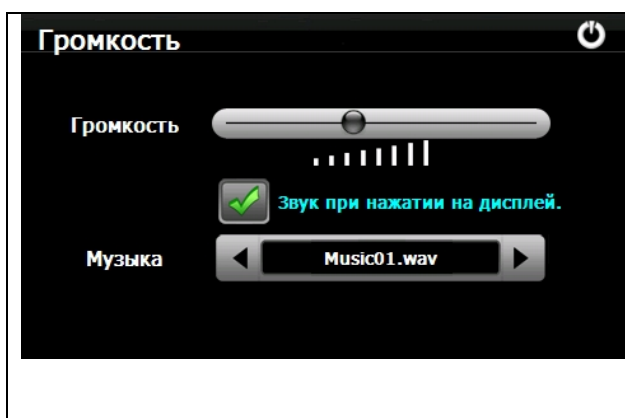 Громкость
Громкость
Звук при нажатии на дисплей.
Музыка
Music01.wav